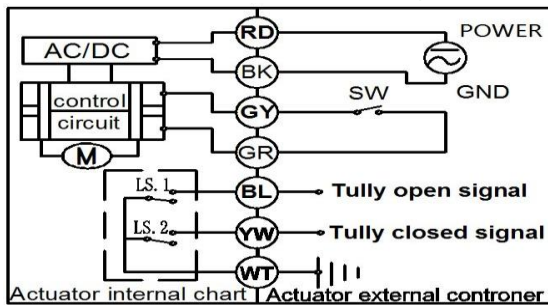 RD
POWER
AC/DC
BK
GND
control
circuit
GY
SW
GR
M
LS. 1
BL
Tully open signal
LS. 2
YW
Tully closed signal
WT
Actuator internal chart
Actuator external controner